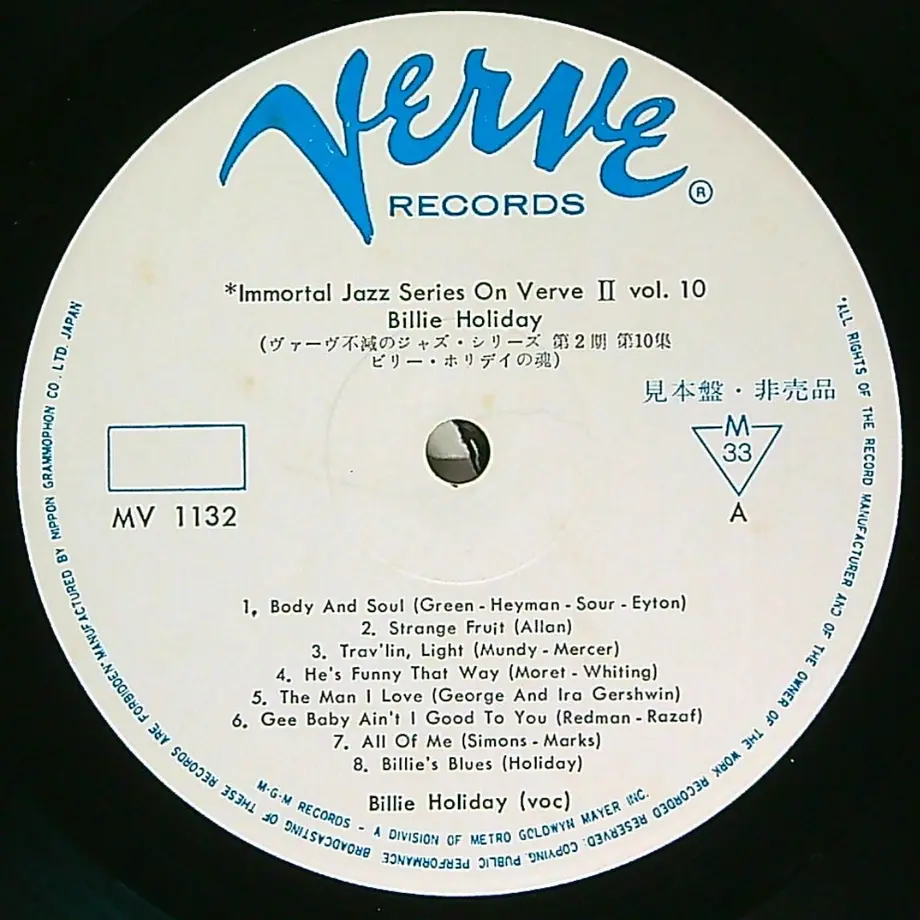 Verve
RECORDS ®
*Immortal Jazz Series On Verve II vol. 10
Billie Holiday
(ヴァーヴ不滅のジャズ・シリーズ 第2期 第10集
ビリー・ホリデイの魂)
見本盤・非売品
MV 1132
M
33
A
1, Body And Soul (Green - Heyman - Sour - Eyton)
2. Strange Fruit (Allan)
3. Trav'lin, Light (Mundy - Mercer)
4. He's Funny That Way (Moret - Whiting)
5. The Man I Love (George And Ira Gershwin)
6. Gee Baby Ain't I Good To You (Redman - Razaf)
7. All Of Me (Simons - Marks)
8. Billie's Blues (Holiday)
Billie Holiday (voc)
M·G·M RECORDS - A DIVISION OF METRO GOLDWYN MAYER INC.
"ALL RIGHTS OF THE RECORD MANUFACTURER AND OF THE OWNER OF THE WORK RECORDED RESERVED: COPYING, PUBLIC PERFORMANCE, BROADCASTING OF THESE RECORDS ARE FORBIDDEN" MANUFACTURED BY NIPPON GRAMMOPHON CO., LTD. JAPAN